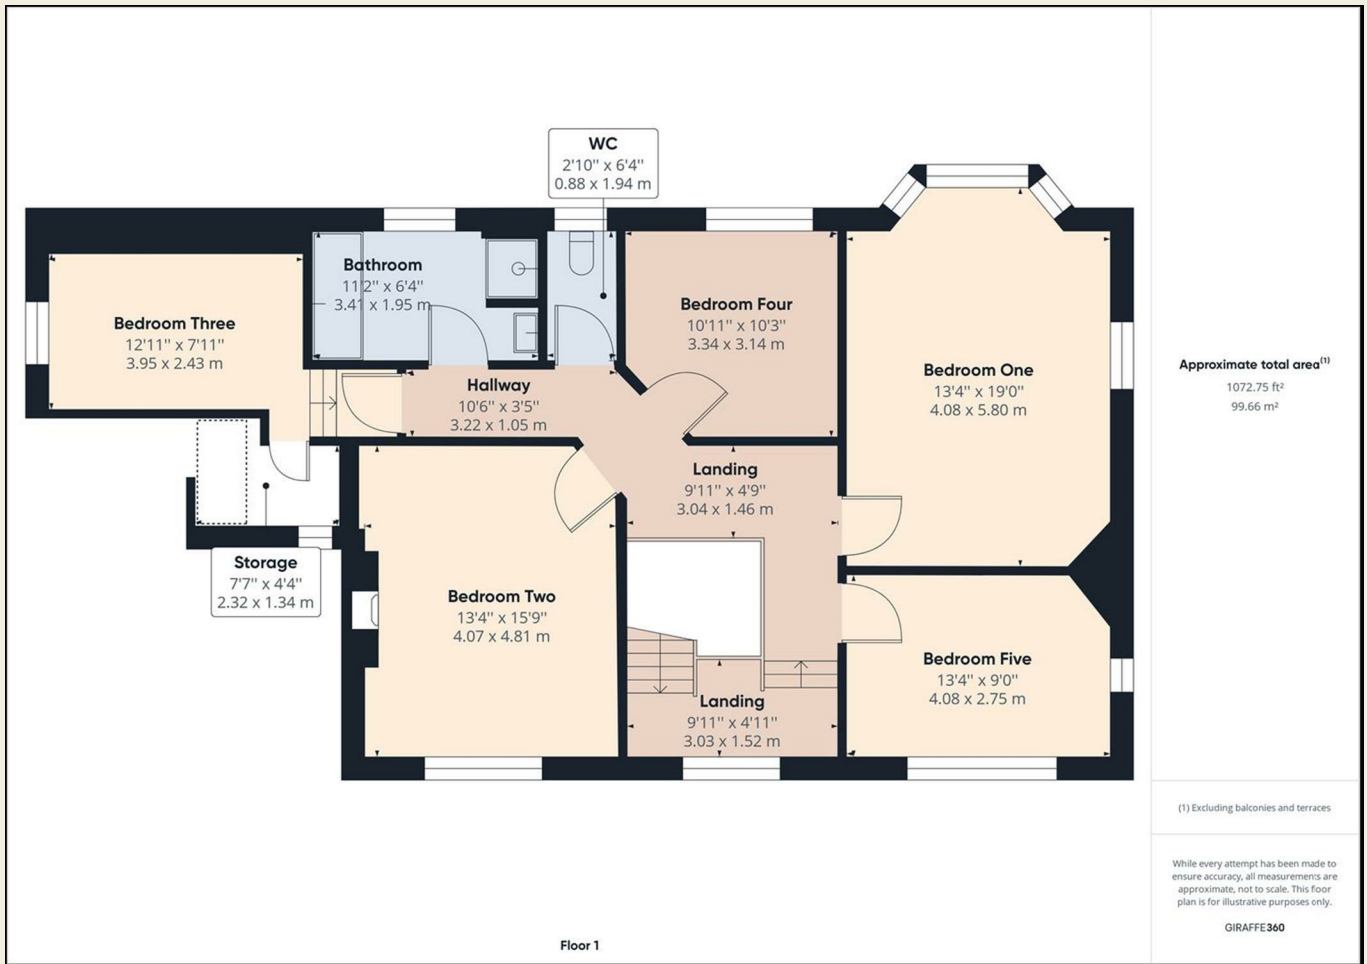 WC
2'10" x 6'4"
0.88 x 1.94 m
Bathroom
11'2" x 6'4"
3.41 x 1.95 m
Bedroom Three
12'11" x 7'11"
3.95 x 2.43 m
Bedroom Four
10'11" x 10'3"
3.34 x 3.14 m
Bedroom One
13'4" x 19'0"
4.08 x 5.80 m
Hallway
10'6" x 3'5"
3.22 x 1.05 m
Landing
9'11" x 4'9"
3.04 x 1.46 m
Storage
7'7" x 4'4"
2.32 x 1.34 m
Bedroom Two
13'4" x 15'9"
4.07 x 4.81 m
Bedroom Five
13'4" x 9'0"
4.08 x 2.75 m
Landing
9'11" x 4'11"
3.03 x 1.52 m
Floor 1
Approximate total area(1)
1072.75 ft²
99.66 m²
(1) Excluding balconies and terraces
While every attempt has been made to
ensure accuracy, all measurements are
approximate, not to scale. This floor
plan is for illustrative purposes only.
GIRAFFE360